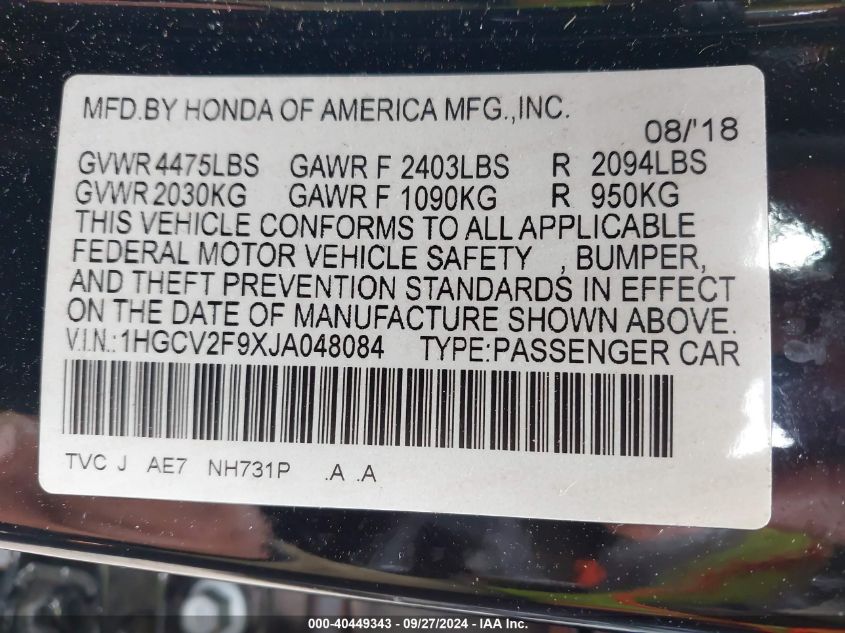 MFD.BY HONDA OF AMERICA MFG.,INC.
08/'18
GVWR 4475LBS GAWR F 2403LBS R 2094LBS
GVWR 2030KG GAWR F 1090KG R 950KG
THIS VEHICLE CONFORMS TO ALL APPLICABLE
FEDERAL MOTOR VEHICLE SAFETY , BUMPER,
AND THEFT PREVENTION STANDARDS IN EFFECT
ON THE DATE OF MANUFACTURE SHOWN ABOVE.
V.I.N.:1HGCV2F9XJA048084 TYPE:PASSENGER CAR
TVC J AE7 NH731P .A .A
000-40449343 - 09/27/2024 - IAA Inc.